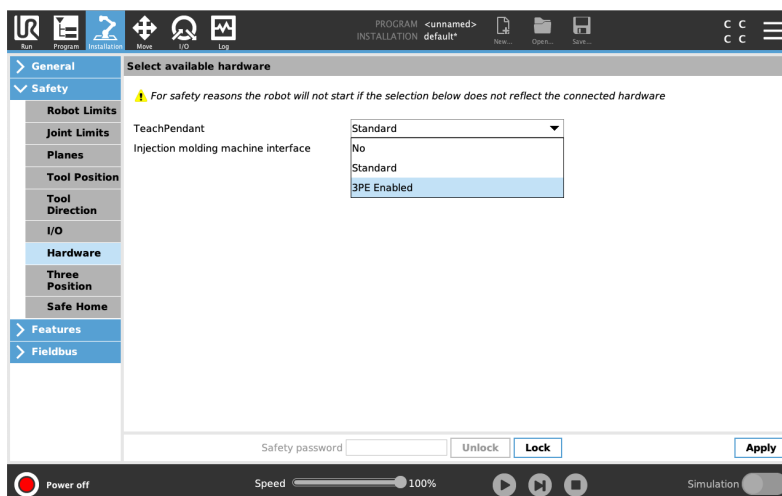 UR
PROGRAM <unnamed>
INSTALLATION default*
Run Program Installation Move I/O Log New... Open... Save...
C C
C C
General
Safety
Robot Limits
Joint Limits
Planes
Tool Position
Tool
Direction
I/O
Hardware
Three
Position
Safe Home
Features
Fieldbus
Select available hardware
For safety reasons the robot will not start if the selection below does not reflect the connected hardware
TeachPendant Standard
Injection molding machine interface No
Standard
3PE Enabled
Safety password Unlock Lock Apply
Power off Speed 100% Simulation